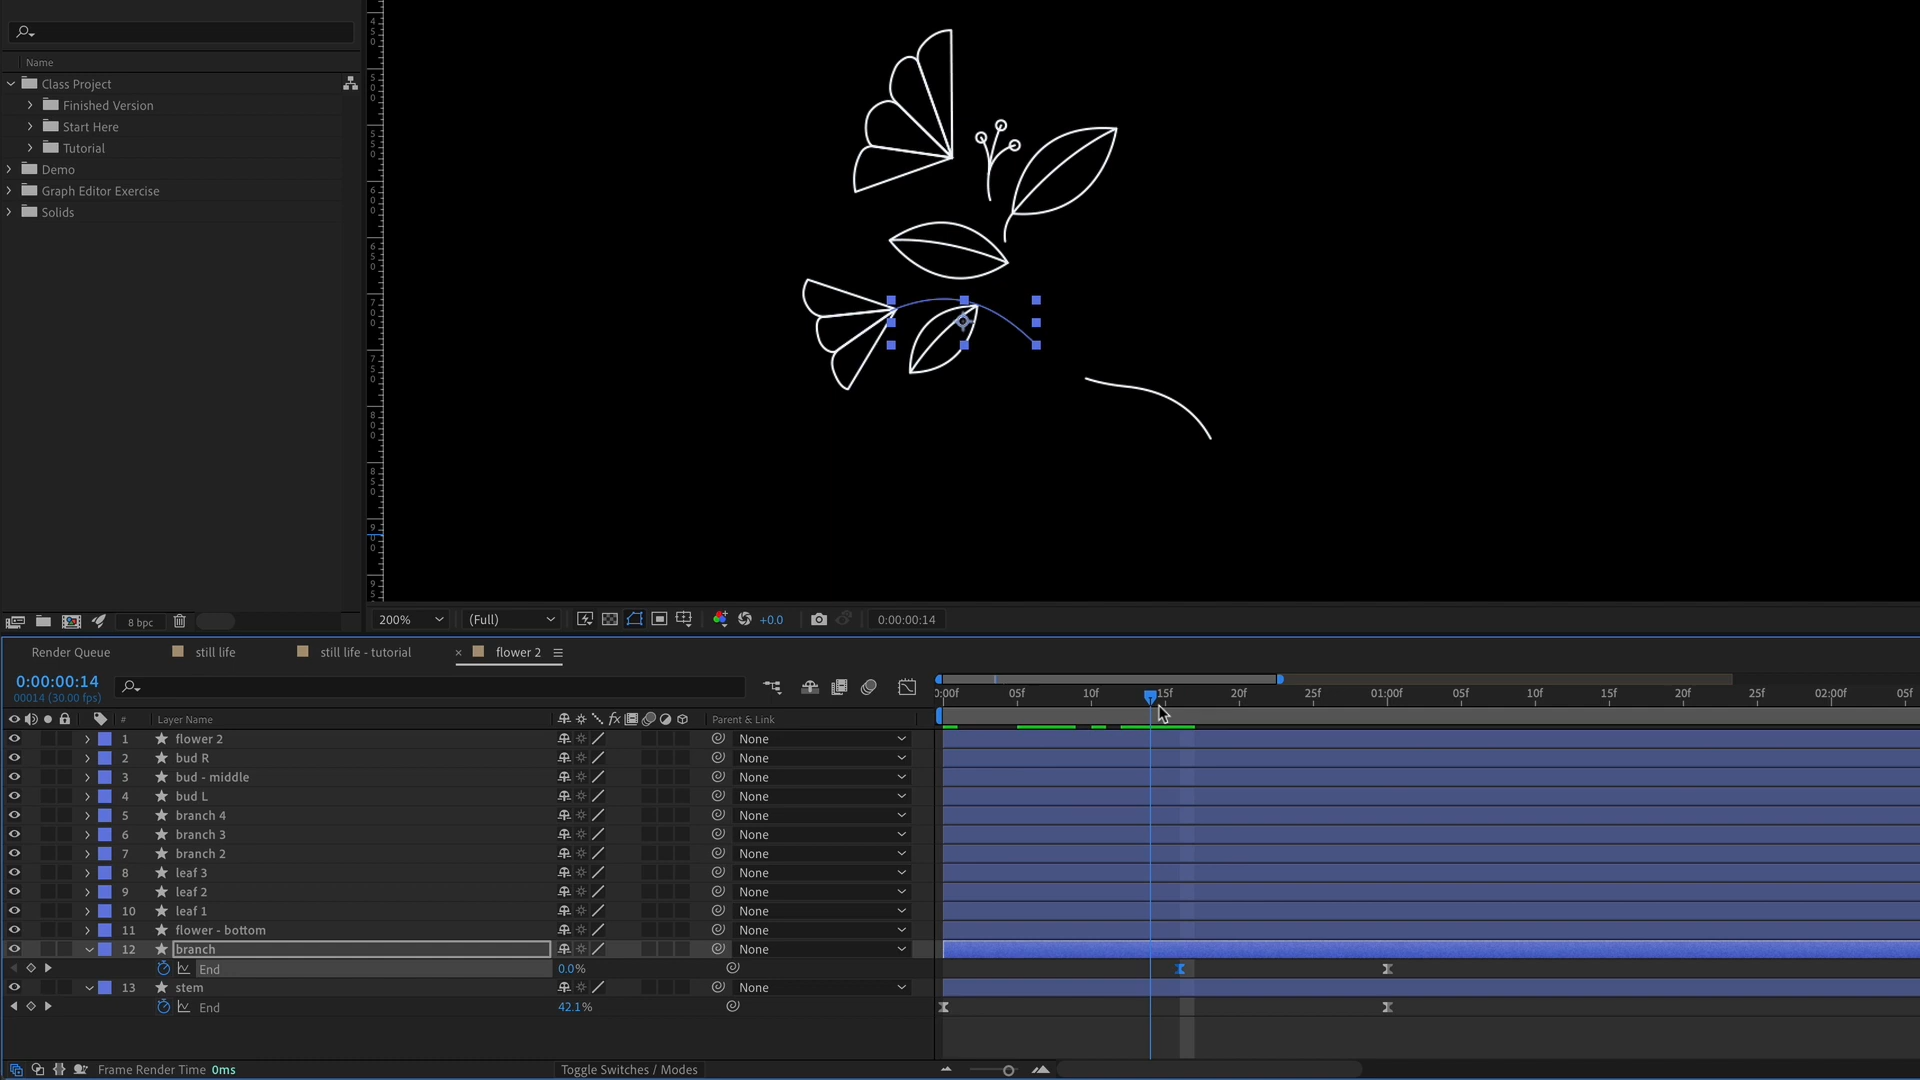 Name
Class Project
Finished Version
Start Here
Tutorial
Demo
Graph Editor Exercise
Solids
8 bpc
200%
(Full)
+0.0
0:00:00:14
Render Queue
still life
still life - tutorial
× flower 2
0:00:00:14
00014 (30.00 fps)
0:00f 05f 10f 15f 20f 25f 01:00f 05f 10f 15f 20f 25f 02:00f 05f
# Layer Name fx Parent & Link
1 flower 2 None
2 bud R None
3 bud - middle None
4 bud L None
5 branch 4 None
6 branch 3 None
7 branch 2 None
8 leaf 3 None
9 leaf 2 None
10 leaf 1 None
11 flower - bottom None
12 branch None
End 0.0%
13 stem None
End 42.1%
Frame Render Time 0ms
Toggle Switches / Modes